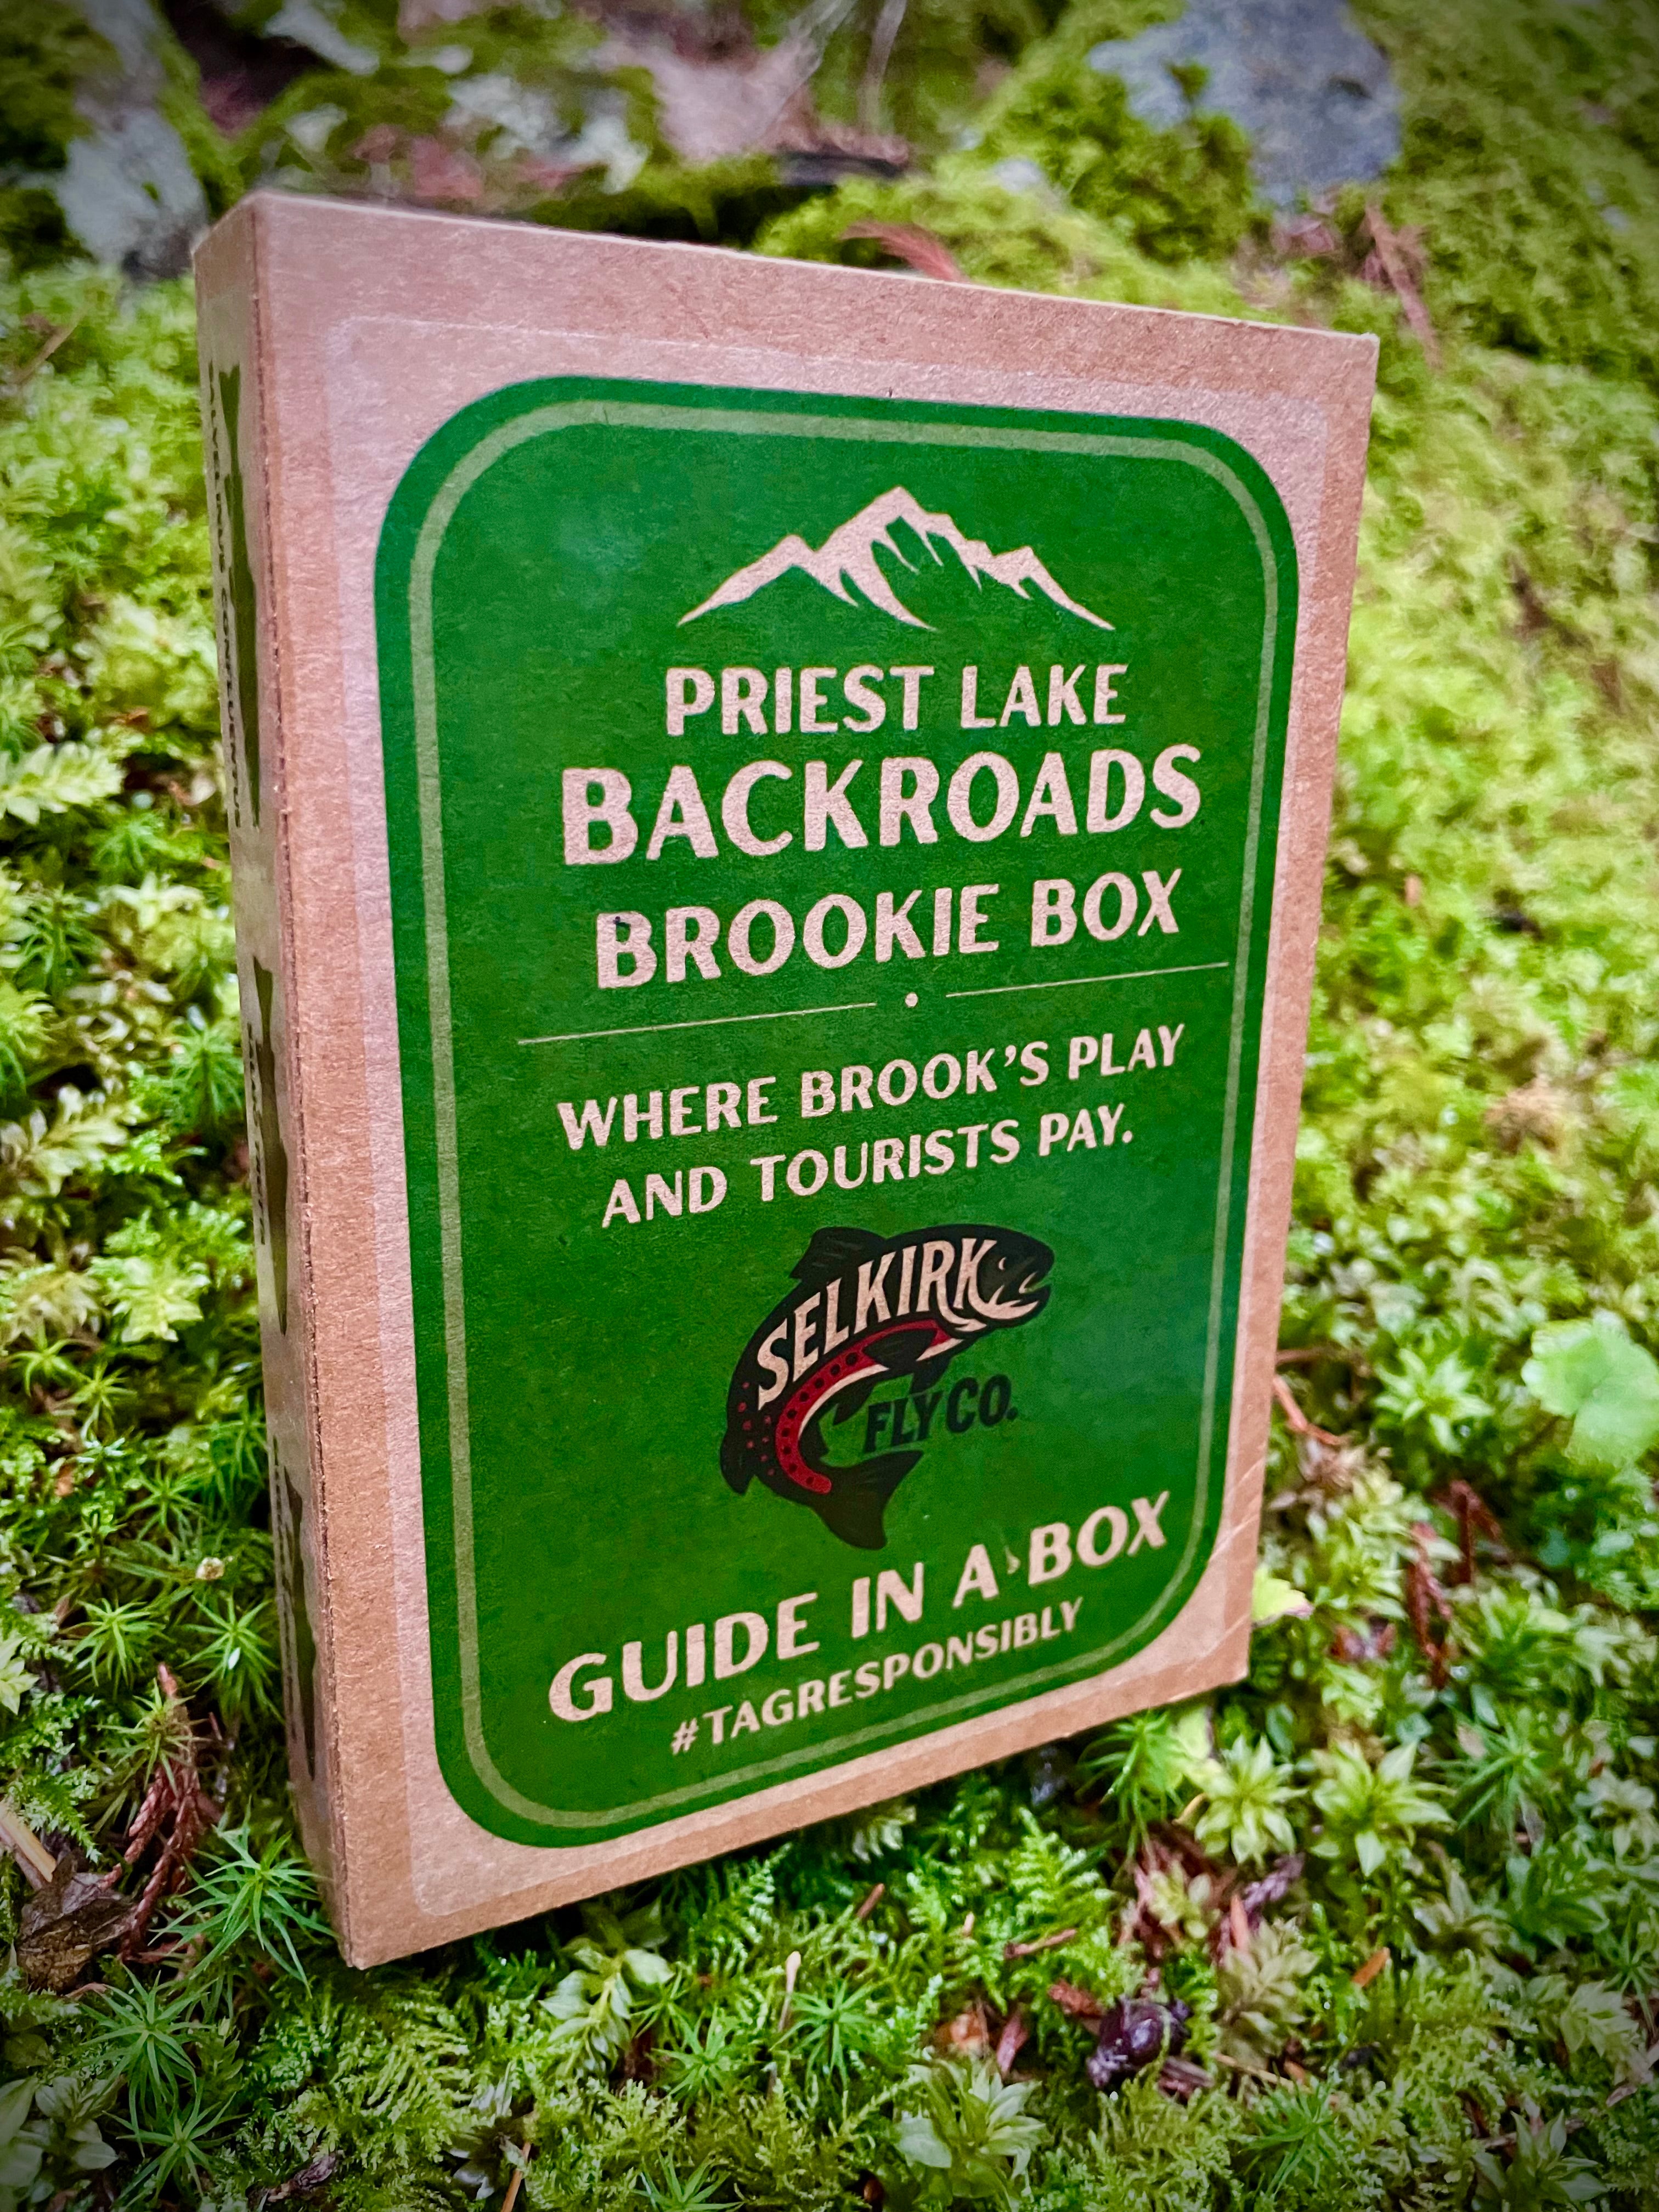 PRIEST LAKE
BACKROADS
BROOKIE BOX
WHERE BROOK'S PLAY
AND TOURISTS PAY.
SELKIRK
FLY CO.
GUIDE IN A BOX
#TAGRESPONSIBLY